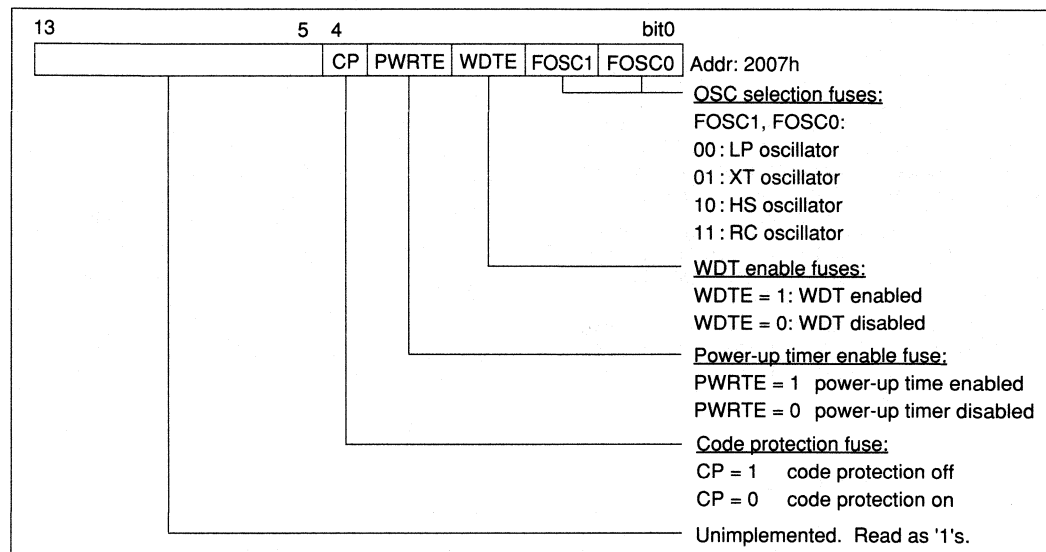 13 5 4 bit0
CP PWRTE WDTE FOSC1 FOSC0 Addr: 2007h
OSC selection fuses:
FOSC1, FOSC0:
00 : LP oscillator
01 : XT oscillator
10 : HS oscillator
11 : RC oscillator
WDT enable fuses:
WDTE = 1: WDT enabled
WDTE = 0: WDT disabled
Power-up timer enable fuse:
PWRTE = 1 power-up time enabled
PWRTE = 0 power-up timer disabled
Code protection fuse:
CP = 1 code protection off
CP = 0 code protection on
Unimplemented. Read as '1's.